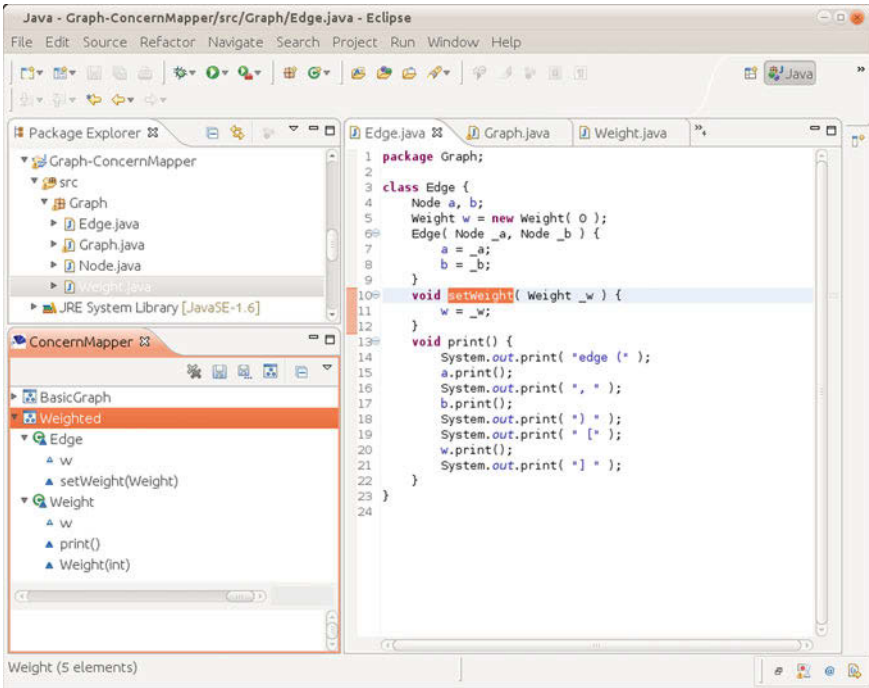 Java - Graph-ConcernMapper/src/Graph/Edge.java - Eclipse
File Edit Source Refactor Navigate Search Project Run Window Help
Java
Package Explorer
Graph-ConcernMapper
src
Graph
Edge.java
Graph.java
Node.java
Weight.java
JRE System Library [JavaSE-1.6]
ConcernMapper
BasicGraph
Weighted
Edge
w
setWeight(Weight)
Weight
w
print()
Weight(int)
Edge.java Graph.java Weight.java 4
1 package Graph;
2
3 class Edge {
4 Node a, b;
5 Weight w = new Weight( 0 );
6 Edge( Node _a, Node _b ) {
7 a = _a;
8 b = _b;
9 }
10 void setWeight( Weight _w ) {
11 w = _w;
12 }
13 void print() {
14 System.out.print( "edge (" );
15 a.print();
16 System.out.print( ", " );
17 b.print();
18 System.out.print( ") " );
19 System.out.print( " [" );
20 w.print();
21 System.out.print( "] " );
22 }
23 }
24
Weight (5 elements)